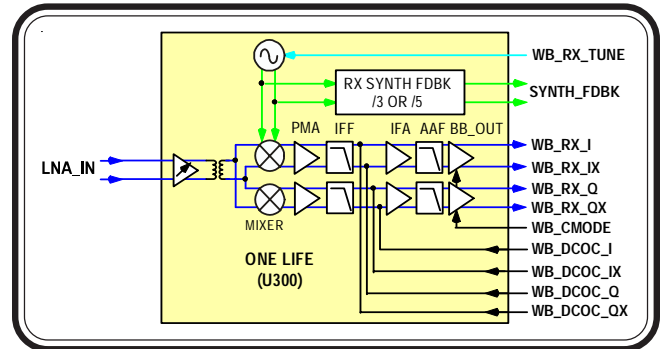 WB_RX_TUNE
RX SYNTH FDBK
/3 OR /5
SYNTH_FDBK
PMA IFF IFA AAF BB_OUT
LNA_IN
WB_RX_I
WB_RX_IX
WB_RX_Q
WB_RX_QX
MIXER
WB_CMODE
ONE LIFE
(U300)
WB_DCOC_I
WB_DCOC_IX
WB_DCOC_Q
WB_DCOC_QX